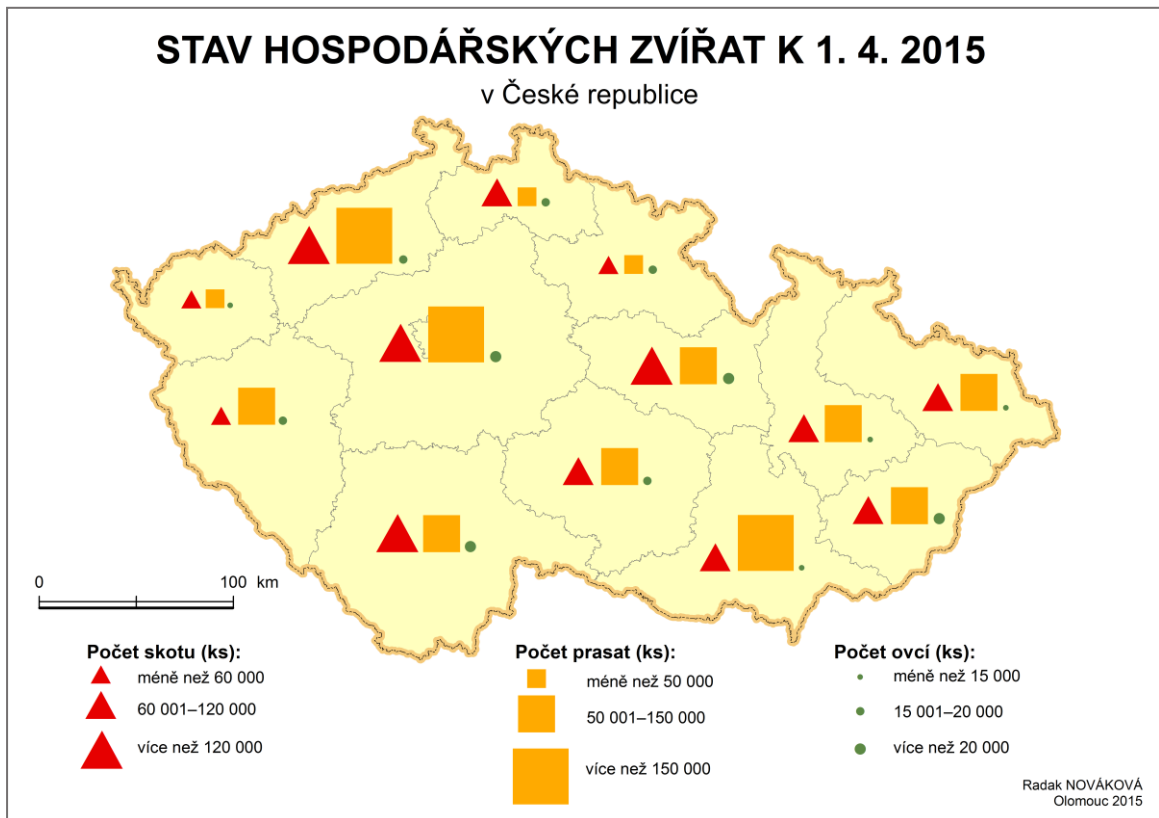 STAV HOSPODÁŘSKÝCH ZVÍŘAT K 1. 4. 2015
v České republice
0 100 km
Počet skotu (ks):
méně než 60 000
60 001–120 000
více než 120 000
Počet prasat (ks):
méně než 50 000
50 001–150 000
více než 150 000
Počet ovcí (ks):
méně než 15 000
15 001–20 000
více než 20 000
Radak NOVÁKOVÁ
Olomouc 2015